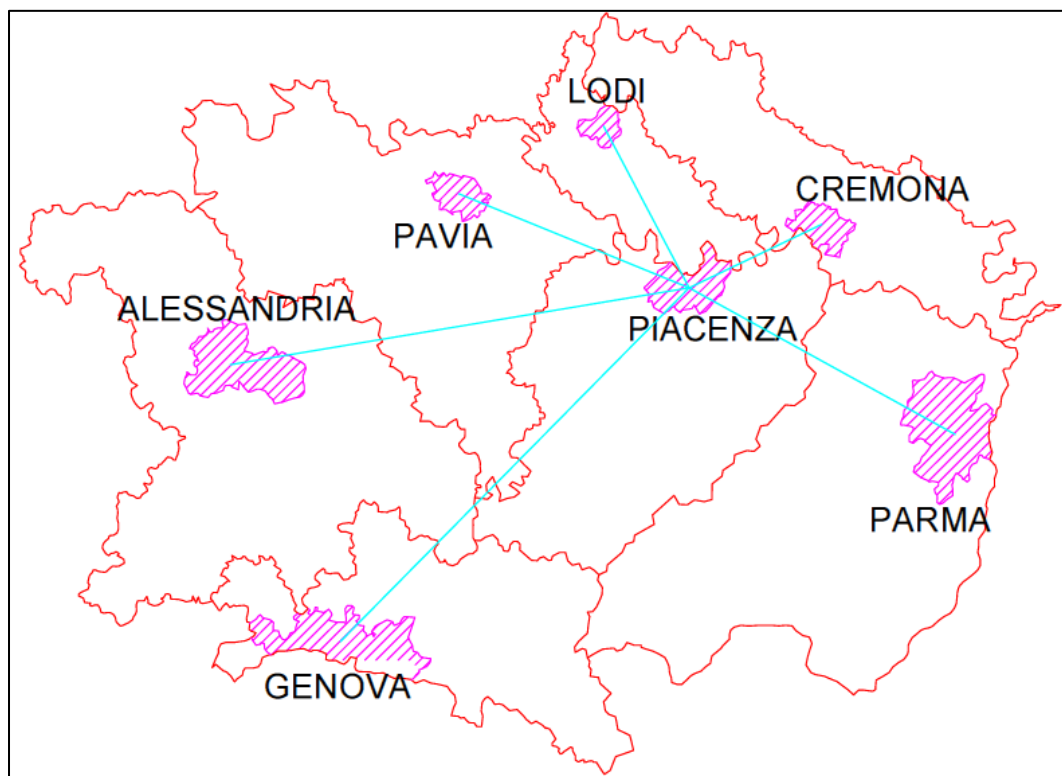 LODI
CREMONA
PAVIA
ALESSANDRIA
PIACENZA
PARMA
GENOVA